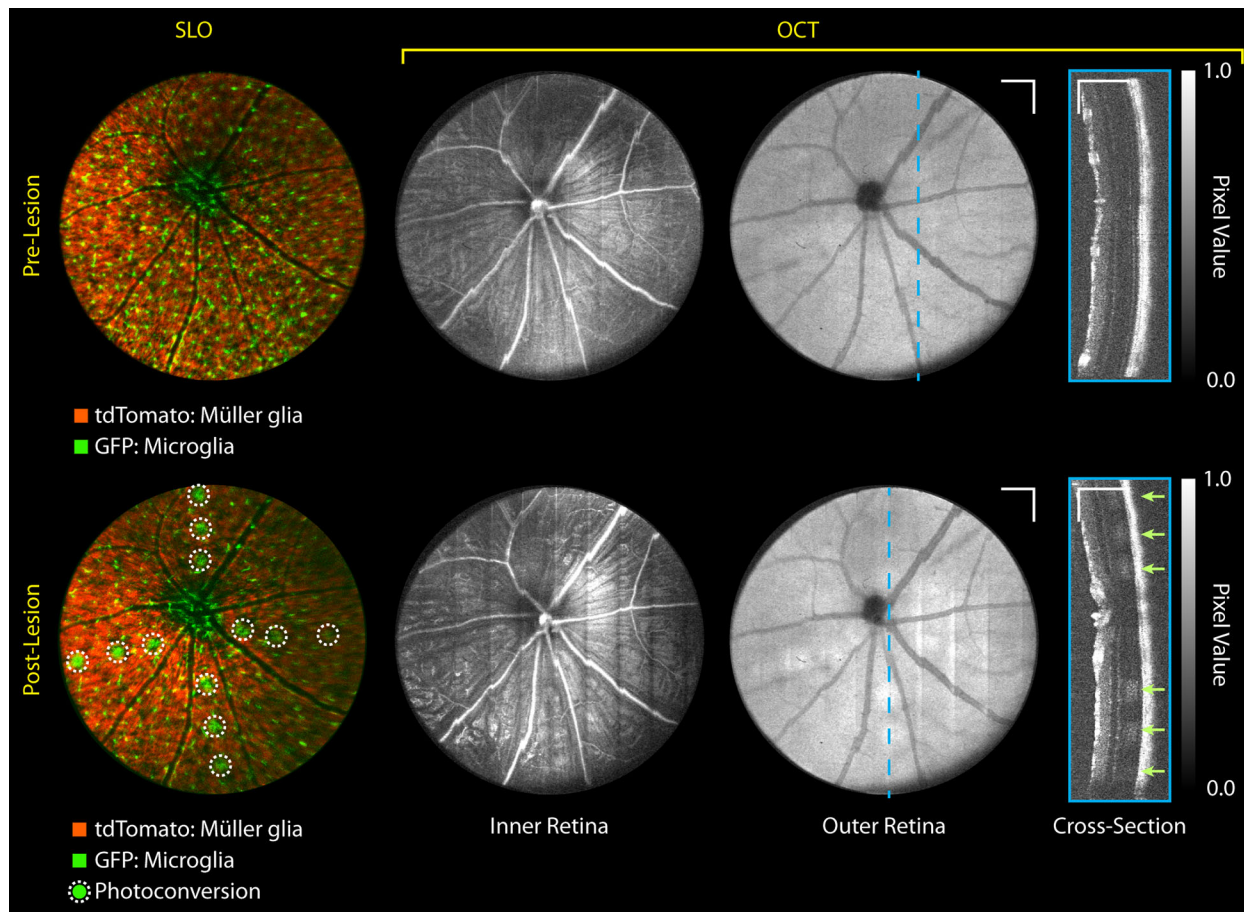 SLO
OCT
Pre-Lesion
1.0
Pixel Value
0.0
tdTomato: Müller glia
GFP: Microglia
Post-Lesion
1.0
Pixel Value
0.0
tdTomato: Müller glia
GFP: Microglia
Photoconversion
Inner Retina
Outer Retina
Cross-Section